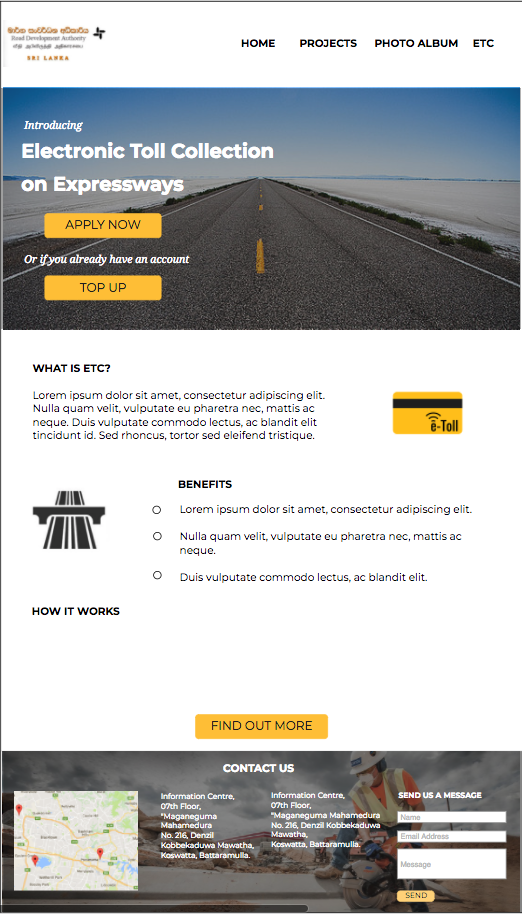 මාර්ග සංවර්ධන අධිකාරිය
Road Development Authority
SRI LANKA
HOME PROJECTS PHOTO ALBUM ETC
Introducing
Electronic Toll Collection
on Expressways
APPLY NOW
Or if you already have an account
TOP UP
WHAT IS ETC?
Lorem ipsum dolor sit amet, consectetur adipiscing elit.
Nulla quam velit, vulputate eu pharetra nec, mattis ac
neque. Duis vulputate commodo lectus, ac blandit elit
tincidunt id. Sed rhoncus, tortor sed eleifend tristique.
e-Toll
BENEFITS
Lorem ipsum dolor sit amet, consectetur adipiscing elit.
Nulla quam velit, vulputate eu pharetra nec, mattis ac
neque.
Duis vulputate commodo lectus, ac blandit elit.
HOW IT WORKS
FIND OUT MORE
CONTACT US
Information Centre,
07th Floor,
"Maganeguma
Mahamedura
No. 216, Denzil
Kobbekaduwa Mawatha,
Koswatta, Battaramulla.
Information Centre,
07th Floor,
"Maganeguma Mahamedura
No. 216, Denzil Kobbekaduwa
Mawatha,
Koswatta, Battaramulla.
SEND US A MESSAGE
Name
Email Address
Message
SEND